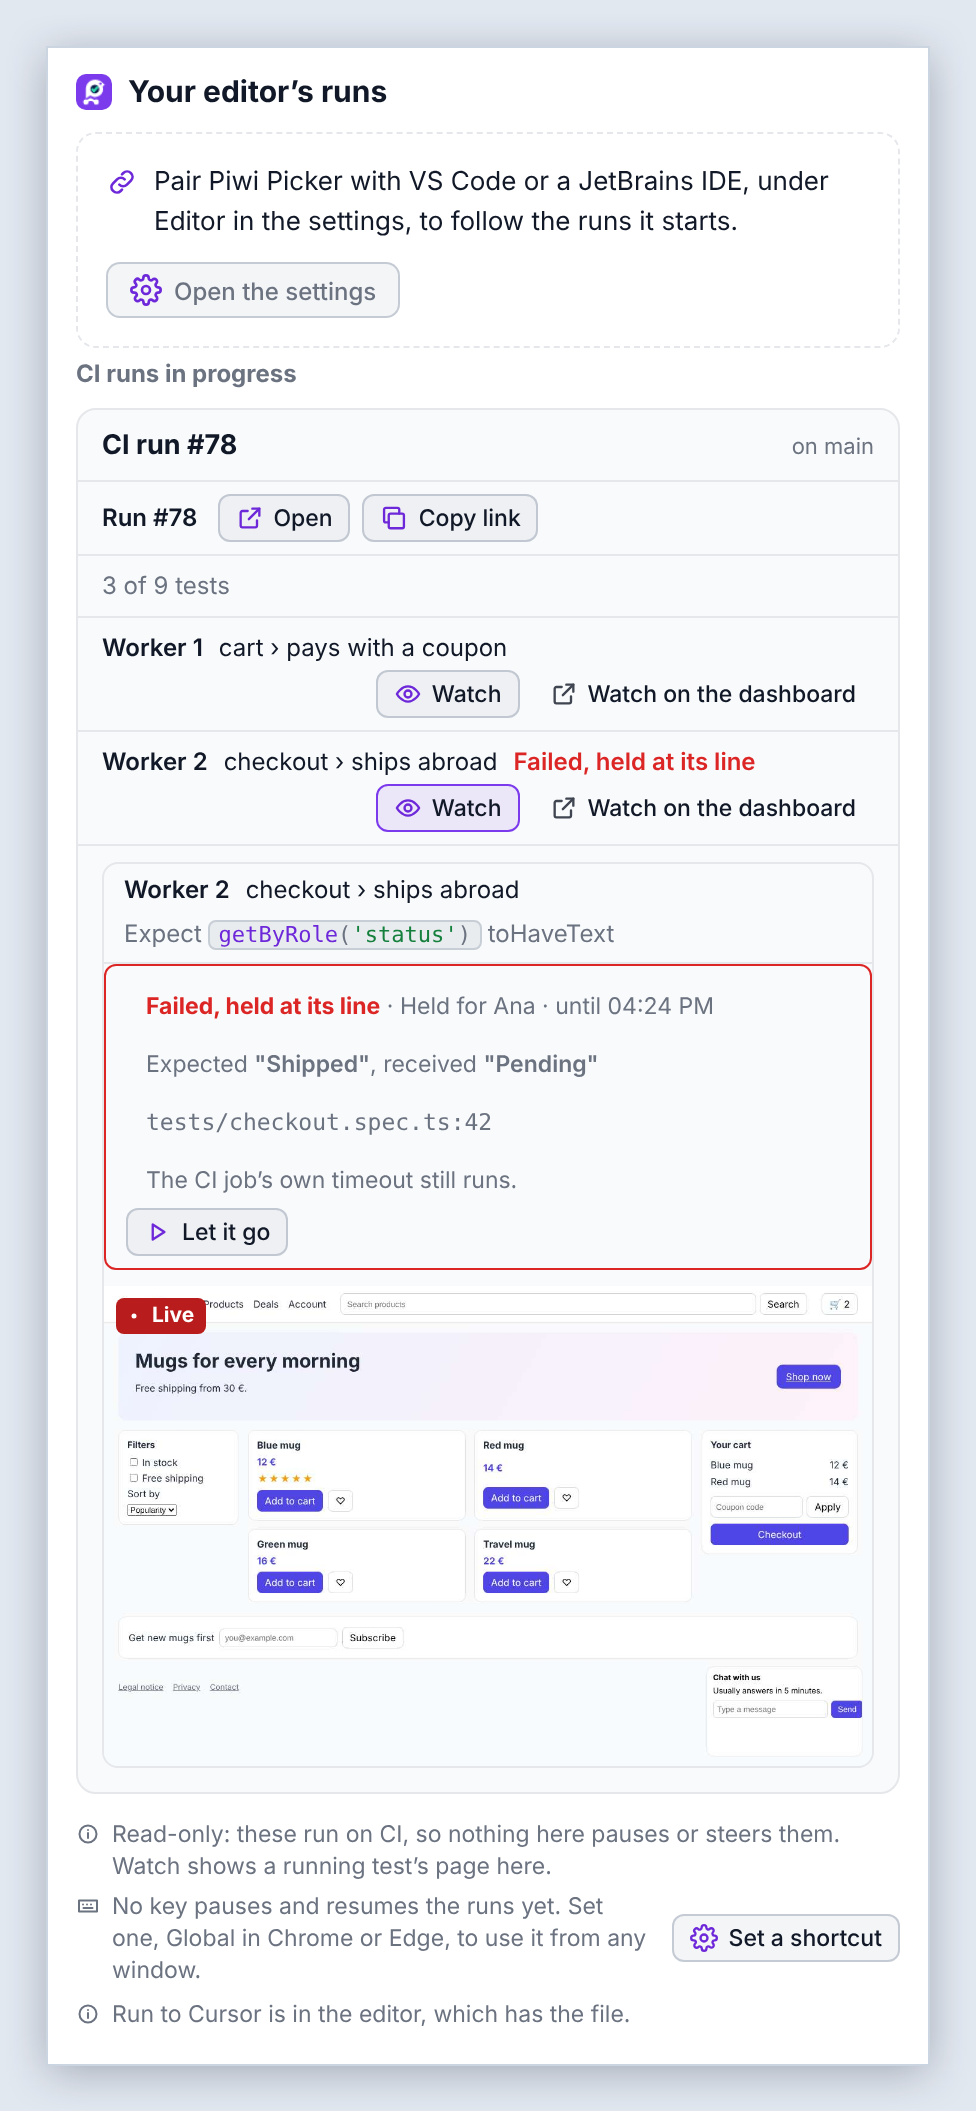 Your editor’s runs
Pair Piwi Picker with VS Code or a JetBrains IDE, under
Editor in the settings, to follow the runs it starts.
Open the settings
CI runs in progress
CI run #78
on main
Run #78
Open
Copy link
3 of 9 tests
Worker 1 cart › pays with a coupon
Watch
Watch on the dashboard
Worker 2 checkout › ships abroad Failed, held at its line
Watch
Watch on the dashboard
Worker 2 checkout › ships abroad
Expect getByRole('status') toHaveText
Failed, held at its line · Held for Ana · until 04:24 PM
Expected "Shipped", received "Pending"
tests/checkout.spec.ts:42
The CI job’s own timeout still runs.
Let it go
Live
Products Deals Account
Search products
Search
2
Mugs for every morning
Free shipping from 30 €.
Shop now
Filters
In stock
Free shipping
Sort by
Popularity
Blue mug
12 €
★★★★★
Add to cart
Red mug
14 €
Add to cart
Green mug
16 €
Add to cart
Travel mug
22 €
Add to cart
Your cart
Blue mug 12 €
Red mug 14 €
Coupon code
Apply
Checkout
Get new mugs first
you@example.com
Subscribe
Legal notice Privacy Contact
Chat with us
Usually answers in 5 minutes.
Type a message
Send
Read-only: these run on CI, so nothing here pauses or steers them.
Watch shows a running test’s page here.
No key pauses and resumes the runs yet. Set
one, Global in Chrome or Edge, to use it from any
window.
Set a shortcut
Run to Cursor is in the editor, which has the file.